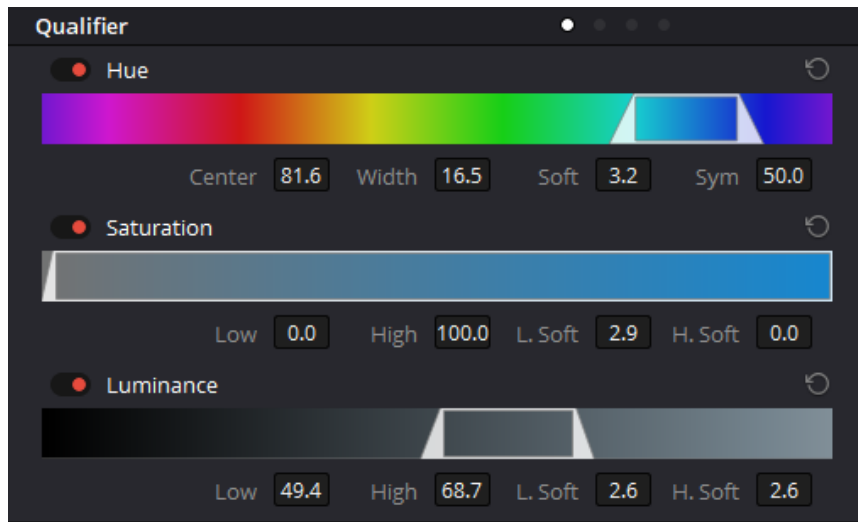 Qualifier
Hue
Center 81.6 Width 16.5 Soft 3.2 Sym 50.0
Saturation
Low 0.0 High 100.0 L. Soft 2.9 H. Soft 0.0
Luminance
Low 49.4 High 68.7 L. Soft 2.6 H. Soft 2.6